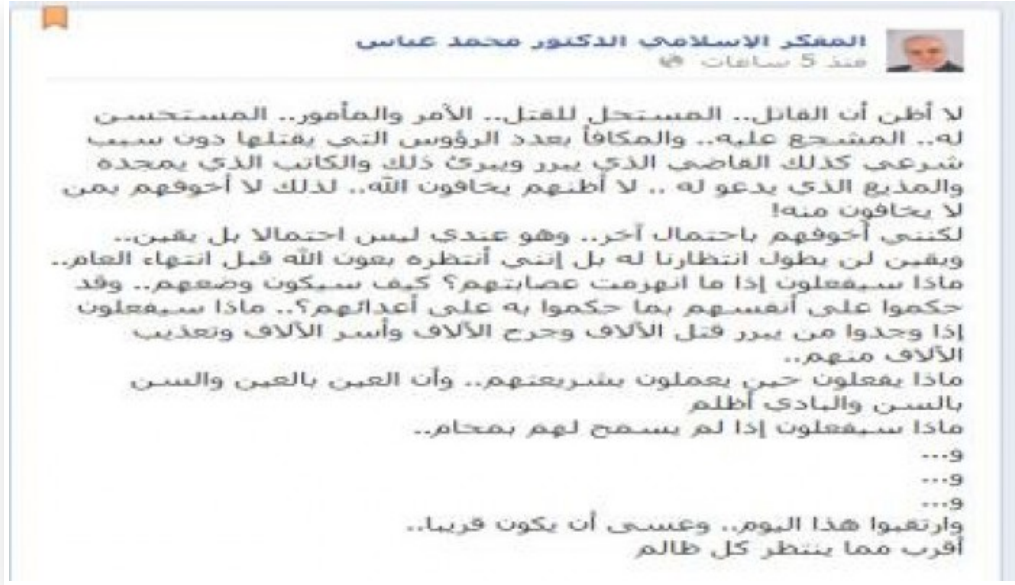 المفكر الإسلامي الدكتور محمد عباس
منذ 5 ساعات
لا أظن أن القاتل.. المستحل للقتل.. الأمر والمأمور.. المستحسن
له.. المشجع عليه.. والمكافأ بعدد الرؤوس التي يقتلها دون سبب
شرعي كذلك القاضي الذي يبرر ويبرئ ذلك والكاتب الذي يمجده
والمذيع الذي يدعو له .. لا أظنهم يخافون الله.. لذلك لا أخوفهم بمن
لا يخافون منه!
لكنني أخوفهم باحتمال آخر.. وهو عندي ليس احتمالا بل يقين..
ويقين لن يطول انتظارنا له بل إنني أنتظره بعون الله قبل انتهاء العام..
ماذا سيفعلون إذا ما انهزمت عصابتهم؟ كيف سيكون وضعهم.. وقد
حكموا على أنفسهم بما حكموا به على أعدائهم؟.. ماذا سيفعلون
إذا وجدوا من يبرر قتل الآلاف وجرح الآلاف وأسر الآلاف وتعذيب
الآلاف منهم..
ماذا يفعلون حين يعملون بشريعتهم.. وأن العين بالعين والسن
بالسن والبادي أظلم
ماذا سيفعلون إذا لم يسمح لهم بمحام..
و...
و...
و...
وارتقبوا هذا اليوم.. وعسى أن يكون قريبا..
أقرب مما ينتظر كل ظالم